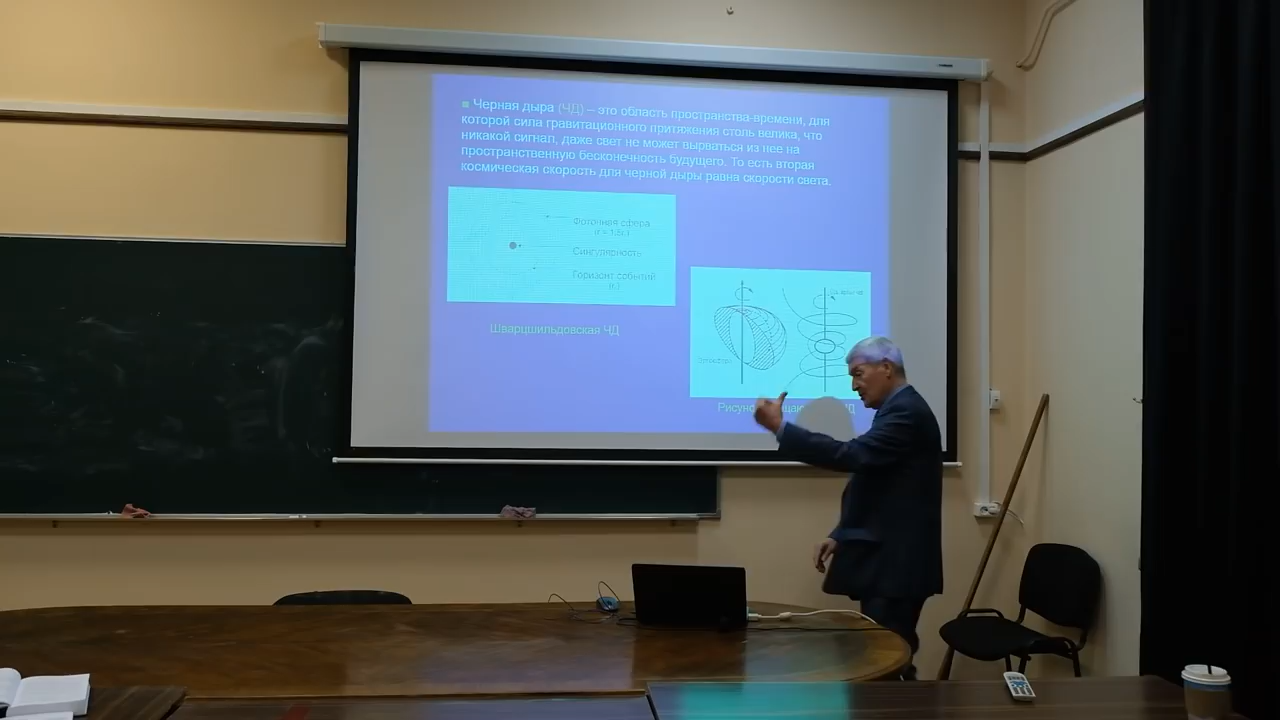 Черная дыра (ЧД) – это область пространства-времени, для
которой сила гравитационного притяжения столь велика, что
никакой сигнал, даже свет не может вырваться из нее на
пространственную бесконечность будущего. То есть вторая
космическая скорость для черной дыры равна скорости света.
Фотонная сфера
Сингулярность
Горизонт событий
Шварцшильдовская ЧД
ЧД